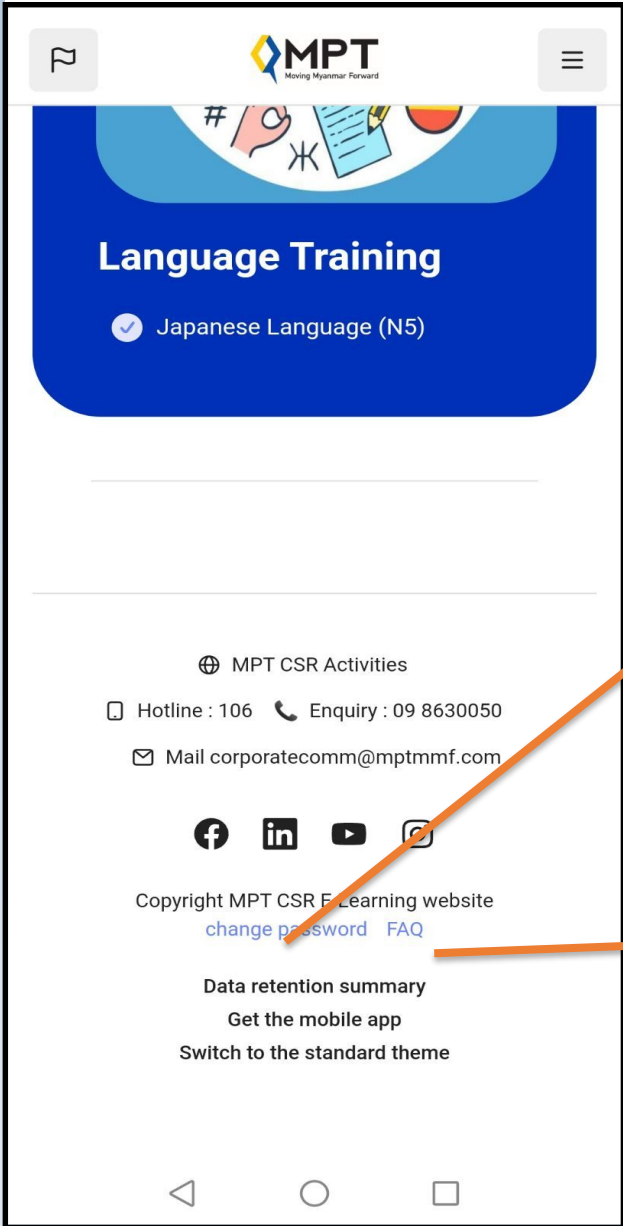 MPT
Moving Myanmar Forward
#
Ж
Language Training
Japanese Language (N5)
MPT CSR Activities
Hotline : 106 Enquiry : 09 8630050
Mail corporatecomm@mptmmf.com
Copyright MPT CSR E-Learning website
change password FAQ
Data retention summary
Get the mobile app
Switch to the standard theme